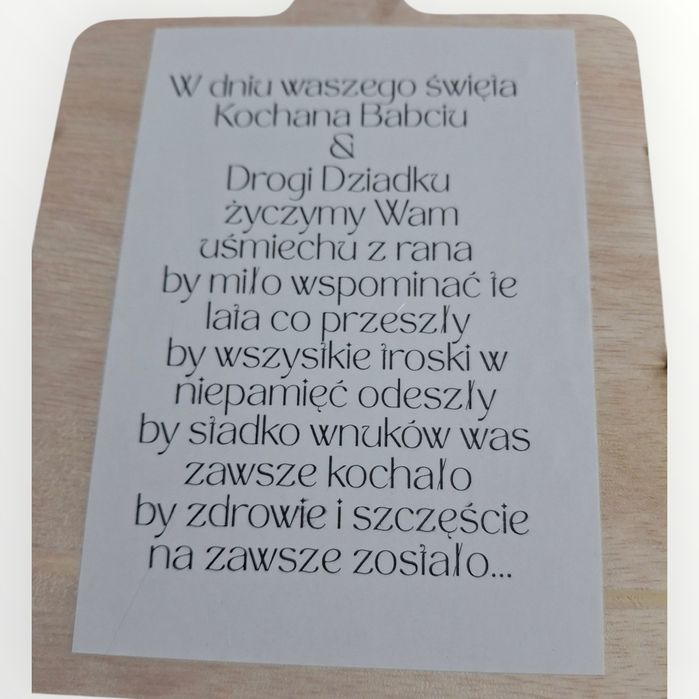 W dniu waszego święta
Kochana Babciu
&
Drogi Dziadku
życzymy Wam
uśmiechu z rana
by miło wspominać te
lata co przeszły
by wszystkie troski w
niepamięć odeszły
by stadko wnuków was
zawsze kochało
by zdrowie i szczęście
na zawsze zostało...